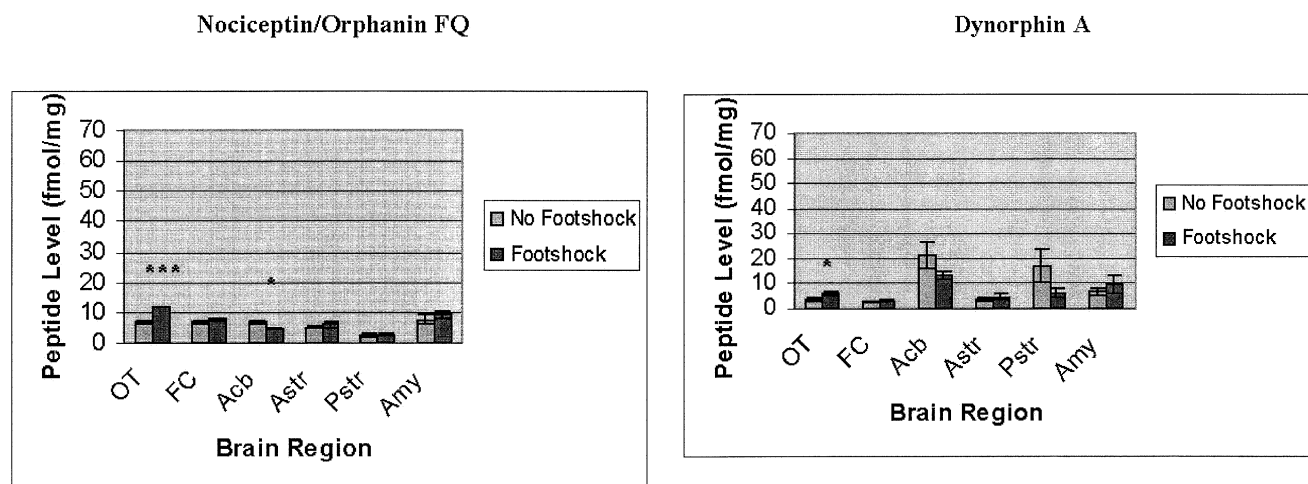 Nociceptin/Orphanin FQ
Peptide Level (fmol/mg)
70
60
50
40
30
20
10
0
***
*
OT
FC
Acb
Astr
Pstr
Amy
Brain Region
No Footshock
Footshock
Dynorphin A
Peptide Level (fmol/mg)
70
60
50
40
30
20
10
0
*
OT
FC
Acb
Astr
Pstr
Amy
Brain Region
No Footshock
Footshock